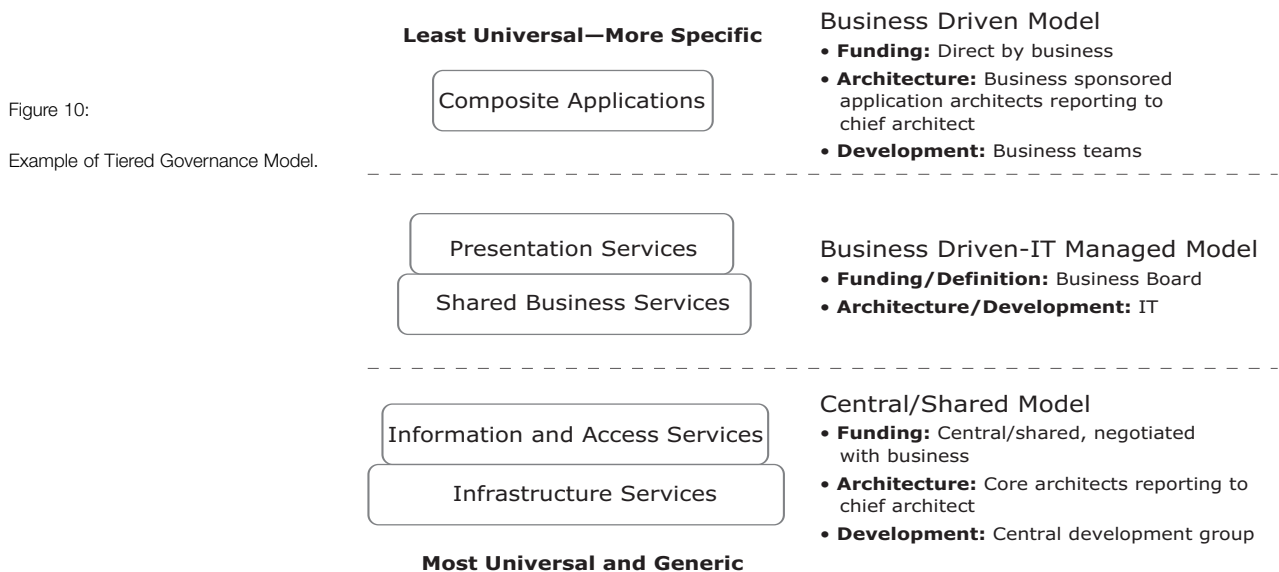 Figure 10:
Example of Tiered Governance Model.
Least Universal—More Specific
Composite Applications
Business Driven Model
• Funding: Direct by business
• Architecture: Business sponsored
application architects reporting to
chief architect
• Development: Business teams
Presentation Services
Shared Business Services
Business Driven-IT Managed Model
• Funding/Definition: Business Board
• Architecture/Development: IT
Information and Access Services
Infrastructure Services
Most Universal and Generic
Central/Shared Model
• Funding: Central/shared, negotiated
with business
• Architecture: Core architects reporting to
chief architect
• Development: Central development group